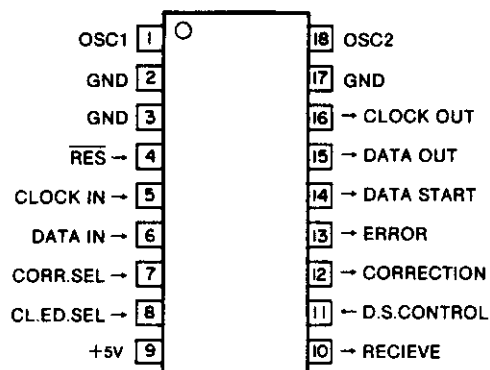 OSC1 1 18 OSC2
GND 2 17 GND
GND 3 16 → CLOCK OUT
R̅E̅S̅ → 4 15 → DATA OUT
CLOCK IN → 5 14 → DATA START
DATA IN → 6 13 → ERROR
CORR.SEL → 7 12 → CORRECTION
CL.ED.SEL → 8 11 ← D.S.CONTROL
+5V 9 10 → RECIEVE